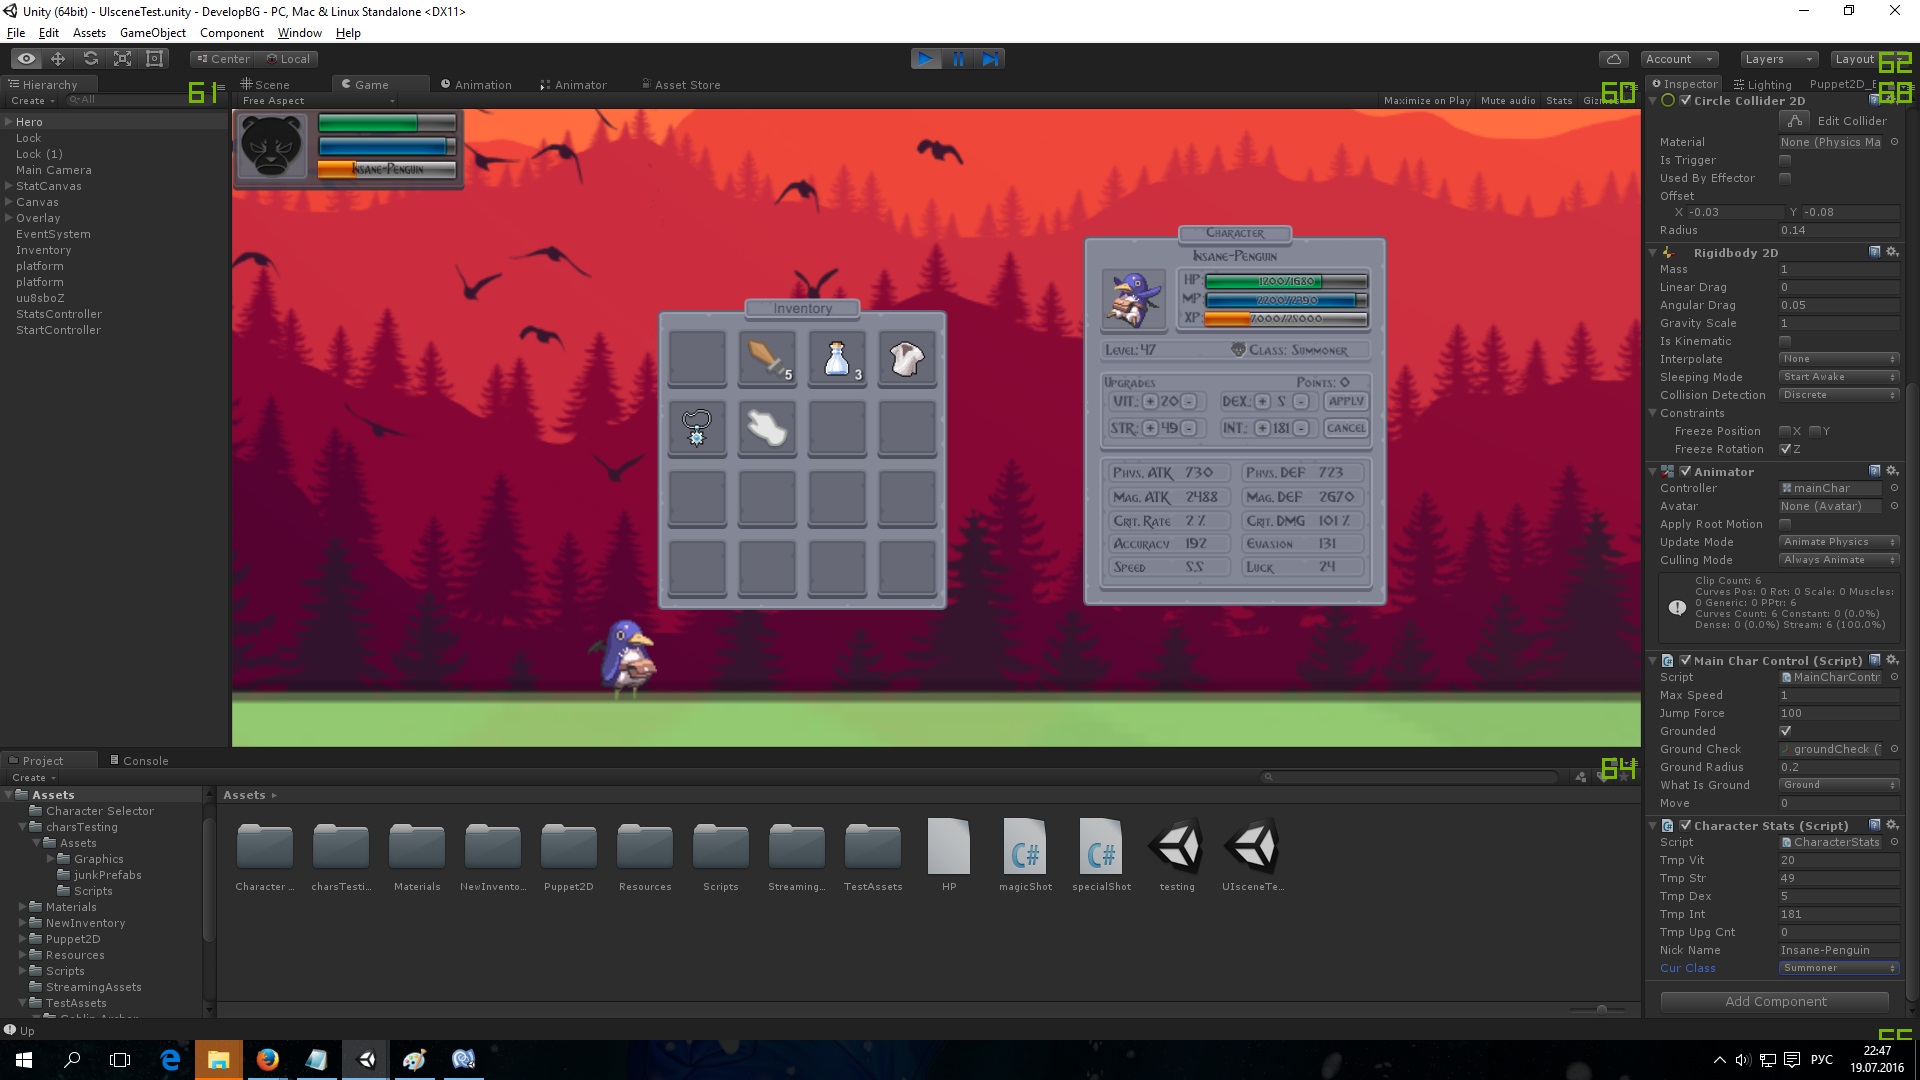 Unity (64bit) - UIsceneTest.unity - DevelopBG - PC, Mac & Linux Standalone <DX11>
File Edit Assets GameObject Component Window Help
Center Local
Account Layers Layout
62
Hierarchy
61
Create All
Hero
Lock
Lock (1)
Main Camera
StatCanvas
Canvas
Overlay
EventSystem
Inventory
platform
platform
uu8sboZ
StatsController
StartController
Scene Game Animation Animator Asset Store
Free Aspect
Maximize on Play Mute audio Stats
60
Insane-Penguin
Inventory
5
3
Character
Insane-Penguin
HP: 1200/1680
MP: 2200/2390
XP: 7000/25000
Level: 47 Class: Summoner
Upgrades Points: 0
VIT: + 20 - DEX: + 5 - APPLY
STR: + 49 - INT: + 181 - CANCEL
Phys. ATK 730 Phys. DEF 723
Mag. ATK 2488 Mag. DEF 2670
Crit. Rate 2% Crit. DMG 101%
Accuracy 192 Evasion 131
Speed 5.5 Luck 24
Inspector Lighting
68
Circle Collider 2D
Edit Collider
Material None (Physics Ma
Is Trigger
Used By Effector
Offset
X -0.03 Y -0.08
Radius 0.14
Rigidbody 2D
Mass 1
Linear Drag 0
Angular Drag 0.05
Gravity Scale 1
Is Kinematic
Interpolate None
Sleeping Mode Start Awake
Collision Detection Discrete
Constraints
Freeze Position X Y
Freeze Rotation Z
Animator
Controller mainChar
Avatar None (Avatar)
Apply Root Motion
Update Mode Animate Physics
Culling Mode Always Animate
Clip Count: 6
Curves Pos: 0 Rot: 0 Scale: 0 Muscles:
0 Generic: 0 PPtr: 6
Curves Count: 6 Constant: 0 (0.0%)
Dense: 0 (0.0%) Stream: 6 (100.0%)
Main Char Control (Script)
Script MainCharContr
Max Speed 1
Jump Force 100
Grounded
Ground Check groundCheck (
Ground Radius 0.2
What Is Ground Ground
Move 0
Character Stats (Script)
Script CharacterStats
Tmp Vit 20
Tmp Str 49
Tmp Dex 5
Tmp Int 181
Tmp Upg Cnt 0
Nick Name Insane-Penguin
Cur Class Summoner
Add Component
Project Console
Create
64
Assets
Character Selector
charsTesting
Assets
Graphics
junkPrefabs
Scripts
Materials
NewInventory
Puppet2D
Resources
Scripts
StreamingAssets
TestAssets
Assets
C# C#
Character ... charsTesti... Materials NewInvento... Puppet2D Resources Scripts Streaming... TestAssets HP magicShot specialShot testing UIsceneTe...
Up
РУС
22:47
19.07.2016